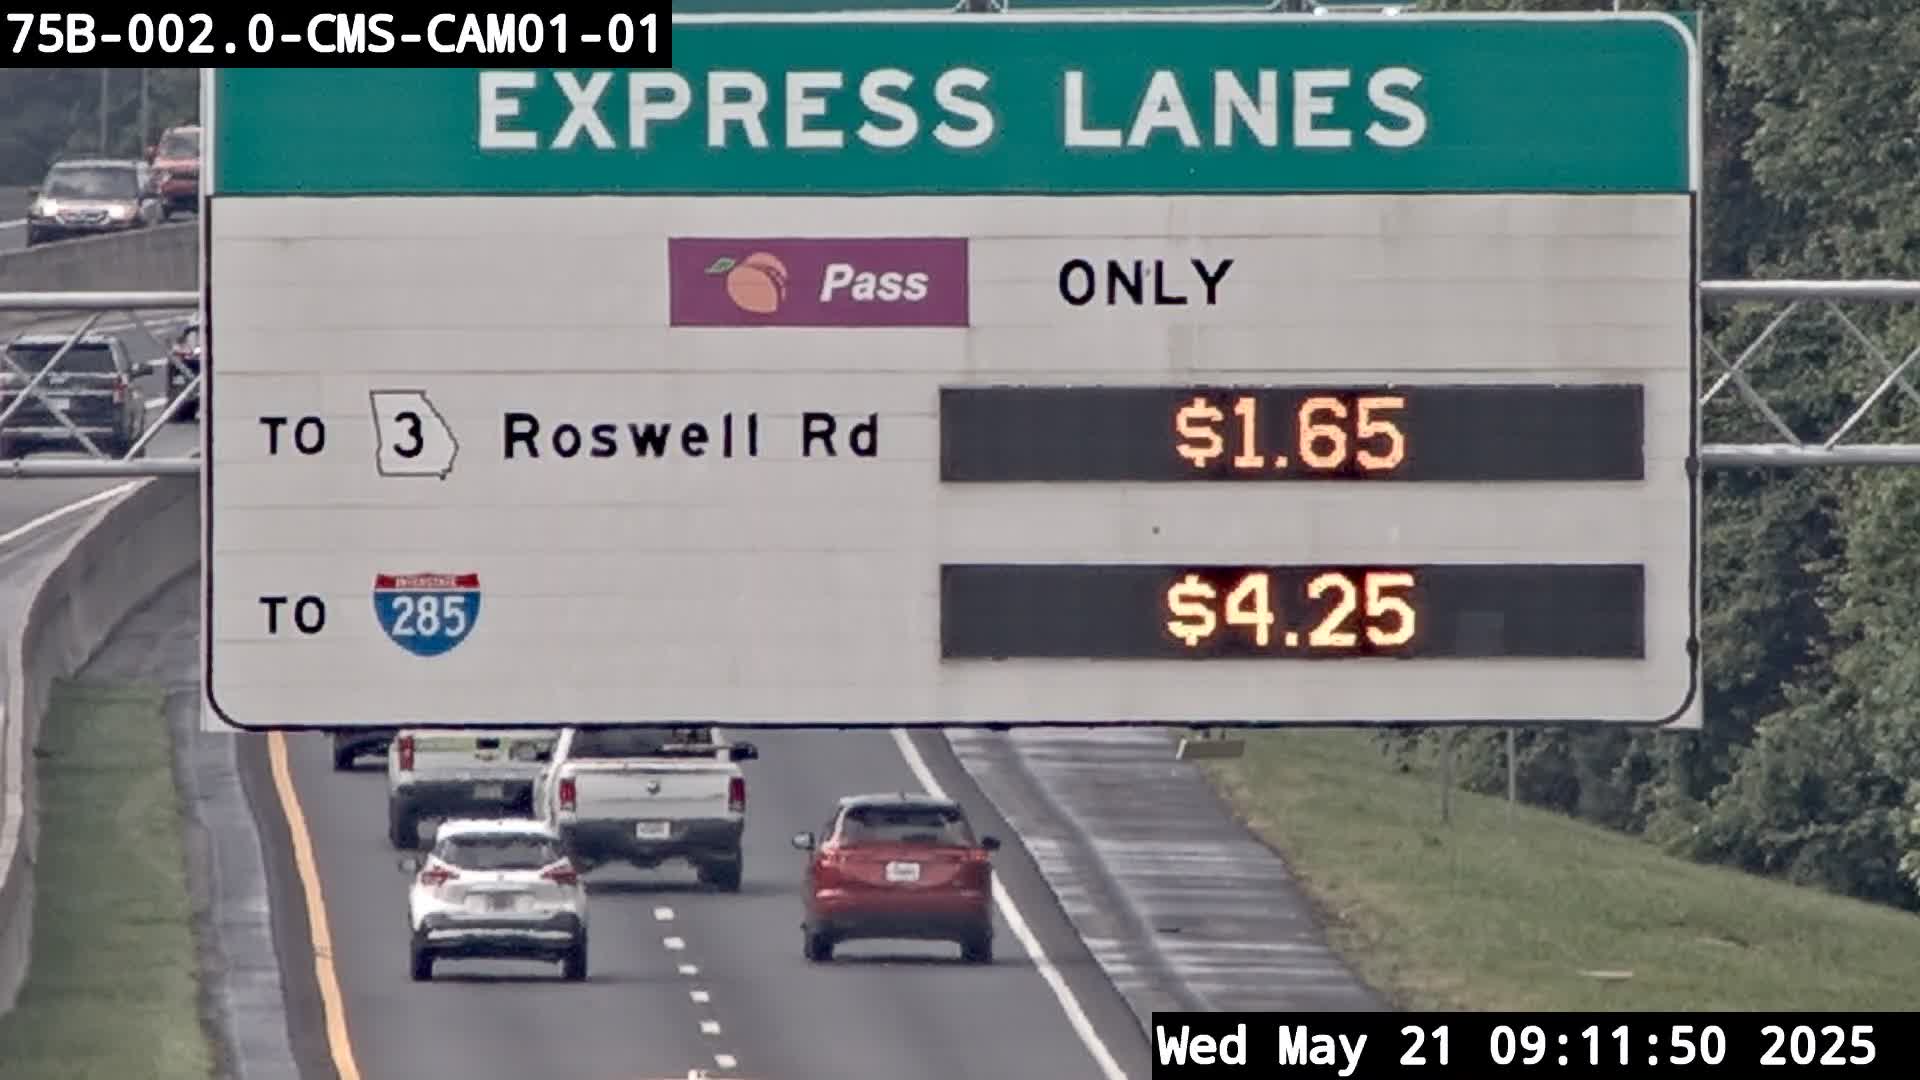 75B-002.0-CMS-CAM01-01
EXPRESS LANES
Pass ONLY
TO 3 Roswell Rd $1.65
TO INTERSTATE 285 $4.25
Wed May 21 09:11:50 2025